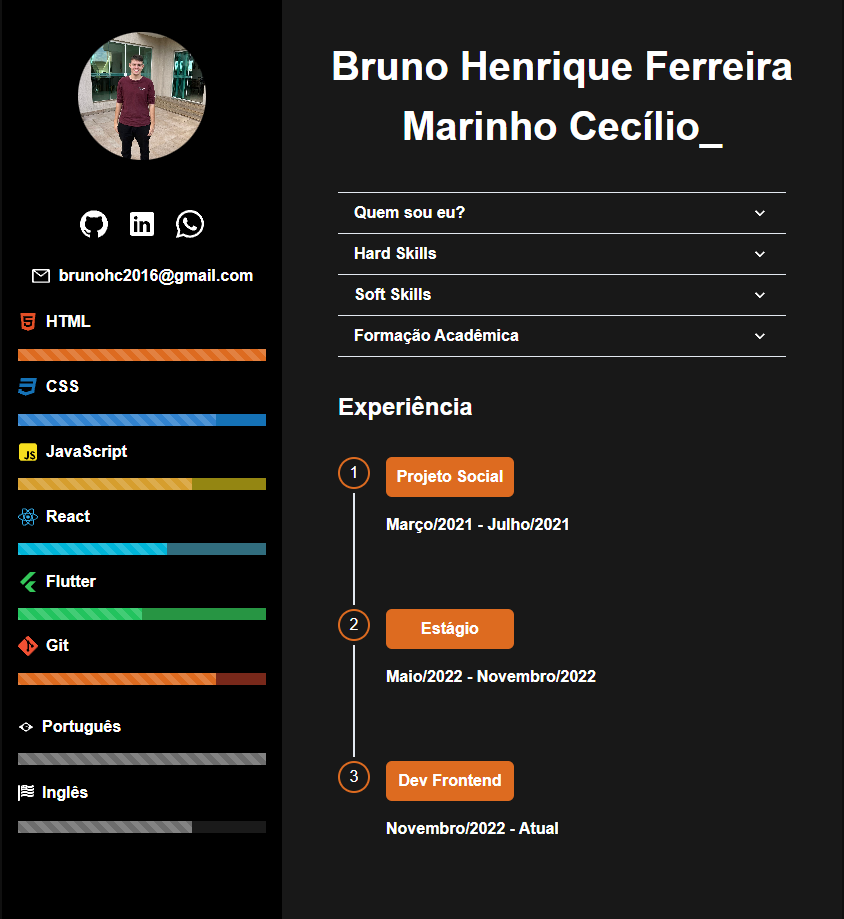 brunohc2016@gmail.com
HTML
CSS
JS JavaScript
React
Flutter
Git
Português
Inglês
Bruno Henrique Ferreira
Marinho Cecílio_
Quem sou eu?
Hard Skills
Soft Skills
Formação Acadêmica
Experiência
1 Projeto Social
Março/2021 - Julho/2021
2 Estágio
Maio/2022 - Novembro/2022
3 Dev Frontend
Novembro/2022 - Atual